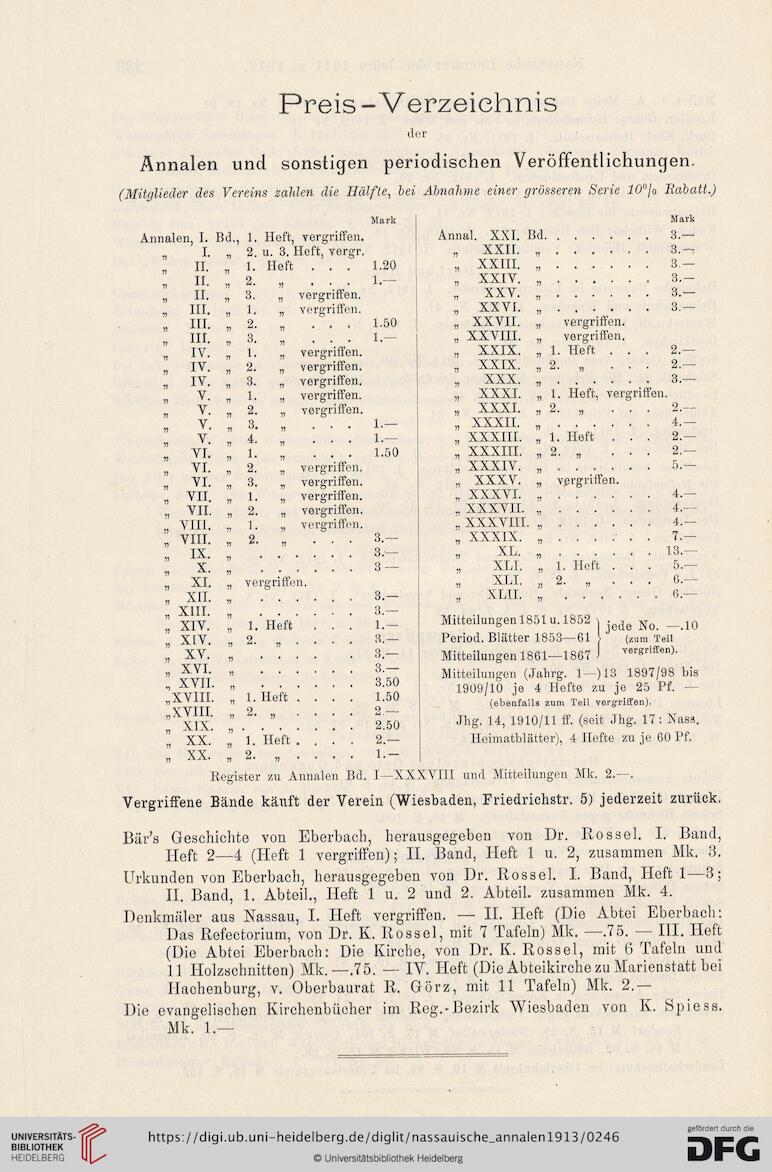 Preis-Verzeichnis
der
Annalen und sonstigen periodischen Veröffentlichungen.
(Mitglieder des Vereins zahlen die Hälfte, bei Abnahme einer grösseren Serie 10% Rabatt.)
Mark
Annalen, I. Bd., 1. Heft, vergriffen.
„ I. „ 2. u. 3. Heft, vergr.
„ II. „ 1. Heft . . . 1.20
„ II. „ 2. „ . . . 1.—
„ II. „ 3. „ vergriffen.
„ III. „ 1. „ vergriffen.
„ III. „ 2. „ . . . 1.50
„ III. „ 3. „ . . . 1.—
„ IV. „ 1. „ vergriffen.
„ IV. „ 2. „ vergriffen.
„ IV. „ 3. „ vergriffen.
„ V. „ 1. „ vergriffen.
„ V. „ 2. „ vergriffen.
„ V. „ 3. „ . . . 1.—
„ V. „ 4. „ . . . 1.—
„ VI. „ 1. „ . . . 1.50
„ VI. „ 2. „ vergriffen.
„ VI. „ 3. „ vergriffen.
„ VII. „ 1. „ vergriffen.
„ VII. „ 2. „ vergriffen.
„ VIII. „ 1. „ vergriffen.
„ VIII. „ 2. „ . . . 3.—
„ IX. „ . . . . . . 3.—
„ X. „ . . . . . . 3 —
„ XI. „ vergriffen.
„ XII. „ . . . . . . 3.—
„ XIII. „ . . . . . . 3.—
„ XIV. „ 1. Heft . . . 1.—
„ XIV. „ 2. „ . . . . 3.—
„ XV. „ . . . . . . 3.—
„ XVI. „ . . . . . . 3.—
„ XVII. „ . . . . . . 3.50
„XVIII. „ 1. Heft . . . . 1.50
„XVIII. „ 2. „ . . . . 2 —
„ XIX. „ . . . . . . . 2.50
„ XX. „ 1. Heft . . . . 2.—
„ XX. „ 2. „ . . . . 1.—
Mark
Annal. XXI. Bd. . . . . . . 3.—
„ XXII. „ . . . . . . 3.—
„ XXIII. „ . . . . . . 3.—
„ XXIV. „ . . . . . . 3.—
„ XXV. „ . . . . . . 3.—
„ XXVI. „ . . . . . . 3.—
„ XXVII. „ vergriffen.
„ XXVIII. „ vergriffen.
„ XXIX. „ 1. Heft . . . 2.—
„ XXIX. „ 2. „ . . . 2.—
„ XXX. „ . . . . . . 3.—
„ XXXI. „ 1. Heft, vergriffen.
„ XXXI. „ 2. „ . . . 2.—
„ XXXII. „ . . . . . . 4.—
„ XXXIII. „ 1. Heft . . . 2.—
„ XXXIII. „ 2. „ . . . 2.—
„ XXXIV. „ . . . . . . 5.—
„ XXXV. „ vergriffen.
„ XXXVI. „ . . . . . . 4.—
„ XXXVII. „ . . . . . . 4.—
„ XXXVIII. „ . . . . . . 4.—
„ XXXIX. „ . . . . . . 7.—
„ XL. „ . . . . . . 13.—
„ XLI. „ 1. Heft . . . 5.—
„ XLI. „ 2. „ . . . 6.—
„ XLII. „ . . . . . . 6.—
Mitteilungen 1851 u. 1852
Period. Blätter 1853—61
Mitteilungen 1861—1867
jede No. —.10
(zum Teil
vergriffen).
Mitteilungen (Jahrg. 1—)13 1897/98 bis
1909/10 je 4 Hefte zu je 25 Pf. —
(ebenfalls zum Teil vergriffen).
Jhg. 14, 1910/11 ff. (seit Jhg. 17: Nass.
Heimatblätter), 4 Hefte zu je 60 Pf.
Register zu Annalen Bd. I—XXXVIII und Mitteilungen Mk. 2.—.
Vergriffene Bände käuft der Verein (Wiesbaden, Friedrichstr. 5) jederzeit zurück.
Bär's Geschichte von Eberbach, herausgegeben von Dr. Rossel. I. Band,
Heft 2—4 (Heft 1 vergriffen); II. Band, Heft 1 u. 2, zusammen Mk. 3.
Urkunden von Eberbach, herausgegeben von Dr. Rossel. I. Band, Heft 1—3;
II. Band, 1. Abteil., Heft 1 u. 2 und 2. Abteil. zusammen Mk. 4.
Denkmäler aus Nassau, I. Heft vergriffen. — II. Heft (Die Abtei Eberbach:
Das Refectorium, von Dr. K. Rossel, mit 7 Tafeln) Mk. —.75. — III. Heft
(Die Abtei Eberbach: Die Kirche, von Dr. K. Rossel, mit 6 Tafeln und
11 Holzschnitten) Mk. —.75. — IV. Heft (Die Abteikirche zu Marienstatt bei
Hachenburg, v. Oberbaurat R. Görz, mit 11 Tafeln) Mk. 2.—
Die evangelischen Kirchenbücher im Reg.-Bezirk Wiesbaden von K. Spiess.
Mk. 1.—
UNIVERSITÄTS-
BIBLIOTHEK
HEIDELBERG
https://digi.ub.uni-heidelberg.de/diglit/nassauische_annalen1913/0246
© Universitätsbibliothek Heidelberg
gefördert durch die
DFG